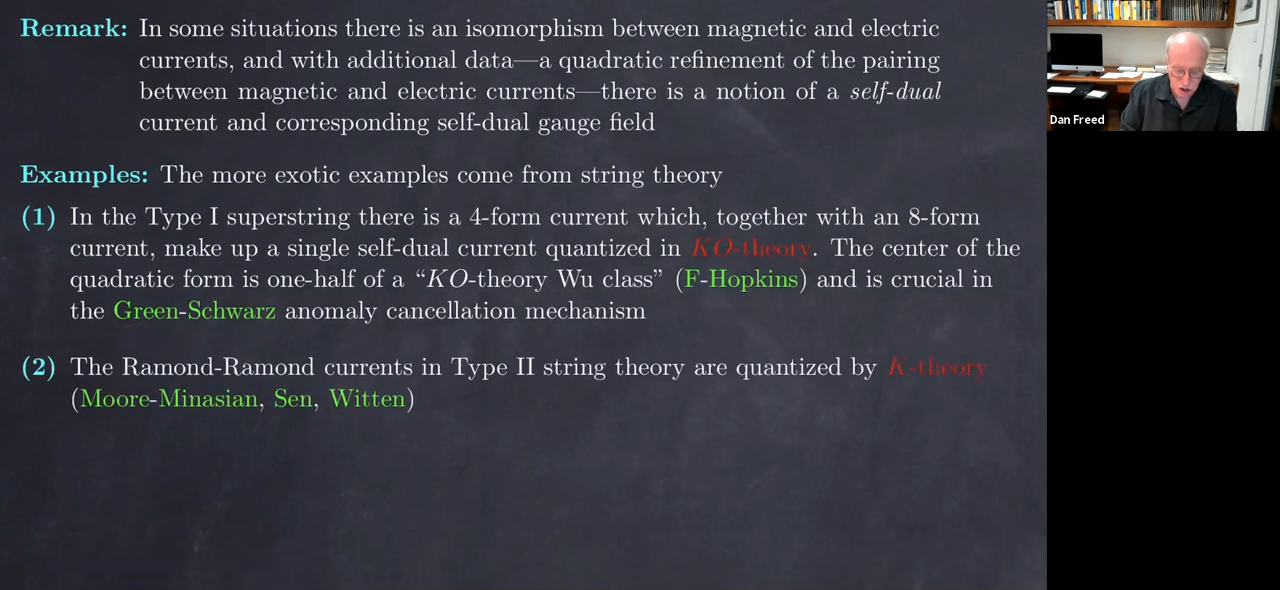 Remark: In some situations there is an isomorphism between magnetic and electric
currents, and with additional data—a quadratic refinement of the pairing
between magnetic and electric currents—there is a notion of a self-dual
current and corresponding self-dual gauge field
Examples: The more exotic examples come from string theory
(1) In the Type I superstring there is a 4-form current which, together with an 8-form
current, make up a single self-dual current quantized in KO-theory. The center of the
quadratic form is one-half of a “KO-theory Wu class” (F-Hopkins) and is crucial in
the Green-Schwarz anomaly cancellation mechanism
(2) The Ramond-Ramond currents in Type II string theory are quantized by K-theory
(Moore-Minasian, Sen, Witten)
Dan Freed